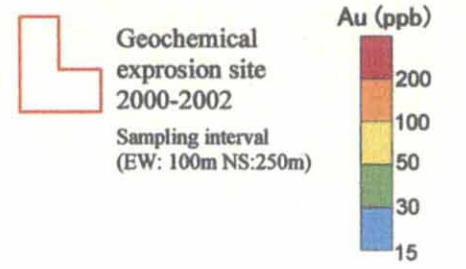 Geochemical
exprosion site
2000-2002
Sampling interval
(EW: 100m NS:250m)
Au (ppb)
200
100
50
30
15